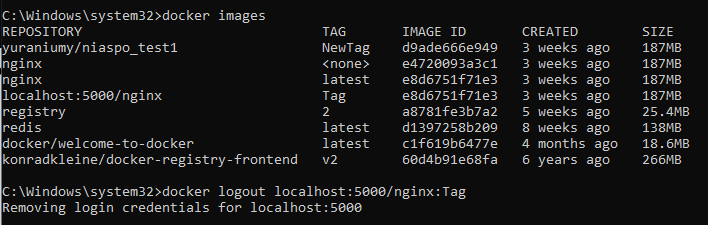 C:\Windows\system32>docker images
REPOSITORY TAG IMAGE ID CREATED SIZE
yuraniumy/niaspo_test1 NewTag d9ade666e949 3 weeks ago 187MB
nginx <none> e4720093a3c1 3 weeks ago 187MB
nginx latest e8d6751f71e3 3 weeks ago 187MB
localhost:5000/nginx Tag e8d6751f71e3 3 weeks ago 187MB
registry 2 a8781fe3b7a2 5 weeks ago 25.4MB
redis latest d1397258b209 8 weeks ago 138MB
docker/welcome-to-docker latest c1f619b6477e 4 months ago 18.6MB
konradkleine/docker-registry-frontend v2 60d4b91e68fa 6 years ago 266MB
C:\Windows\system32>docker logout localhost:5000/nginx:Tag
Removing login credentials for localhost:5000